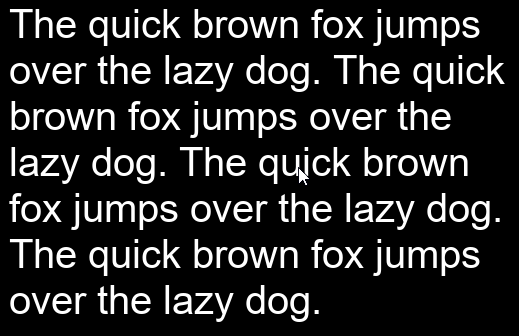 The quick brown fox jumps
over the lazy dog. The quick
brown fox jumps over the
lazy dog. The quick brown
fox jumps over the lazy dog.
The quick brown fox jumps
over the lazy dog.